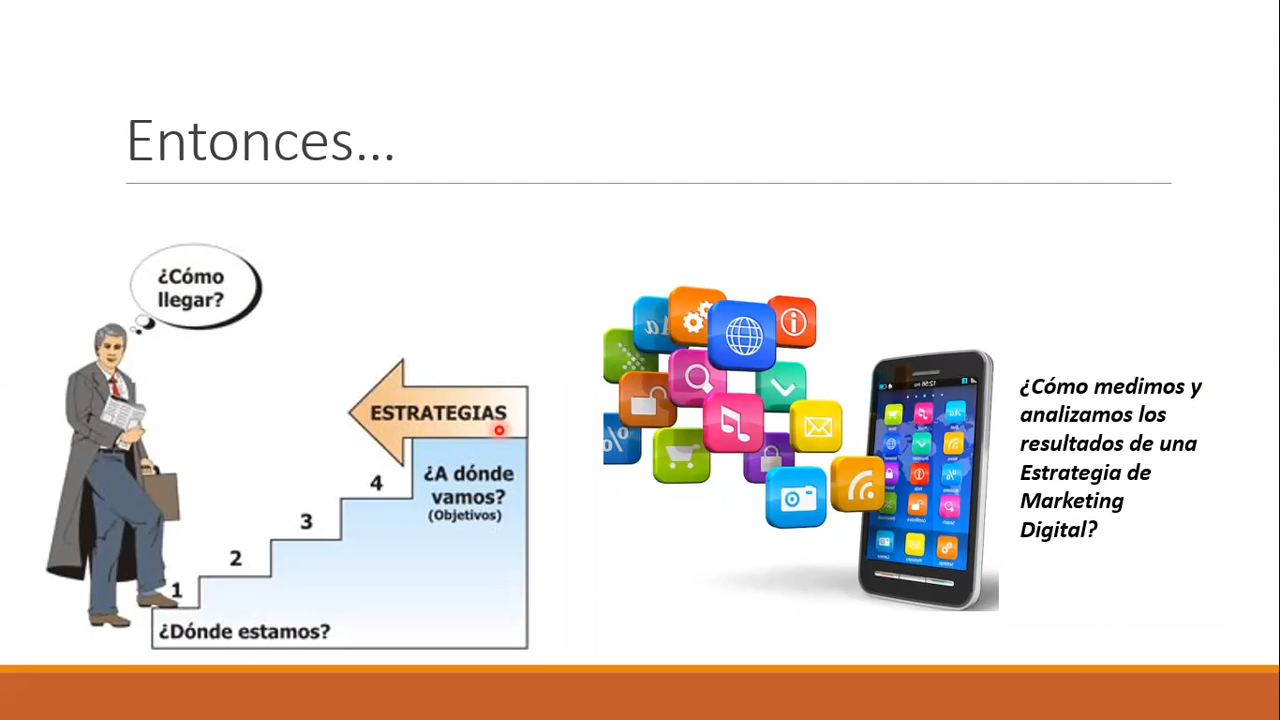 Entonces…
¿Cómo
llegar?
ESTRATEGIAS
¿A dónde
vamos?
(Objetivos)
4
3
2
1
¿Dónde estamos?
¿Cómo medimos y
analizamos los
resultados de una
Estrategia de
Marketing
Digital?
Aa
%